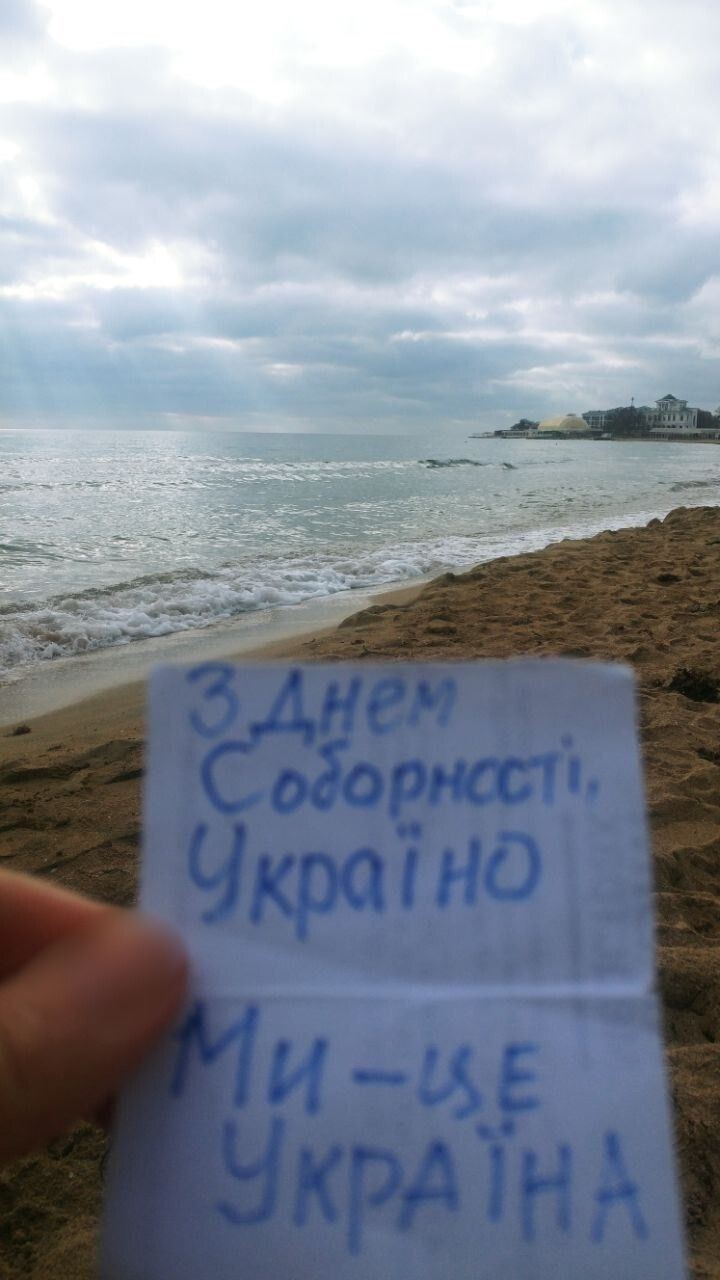 З Днем
Соборності,
Україно
Ми - це
УКРАЇНА